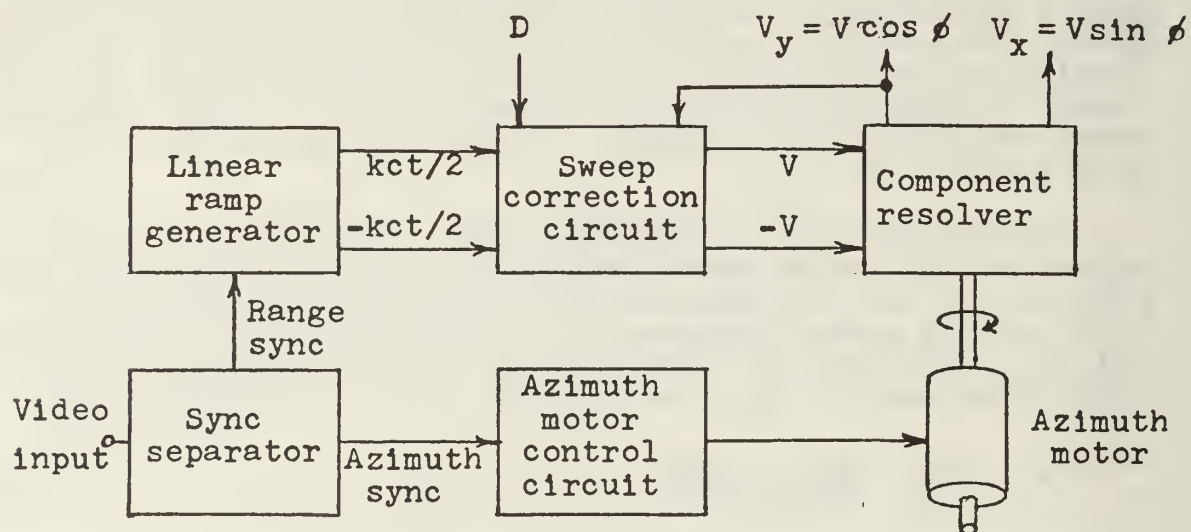 D
V_y = V cos ϕ
V_x = V sin ϕ
Linear
ramp
generator
kct/2
-kct/2
Sweep
correction
circuit
V
-V
Component
resolver
Range
sync
Video
input
Sync
separator
Azimuth
sync
Azimuth
motor
control
circuit
Azimuth
motor